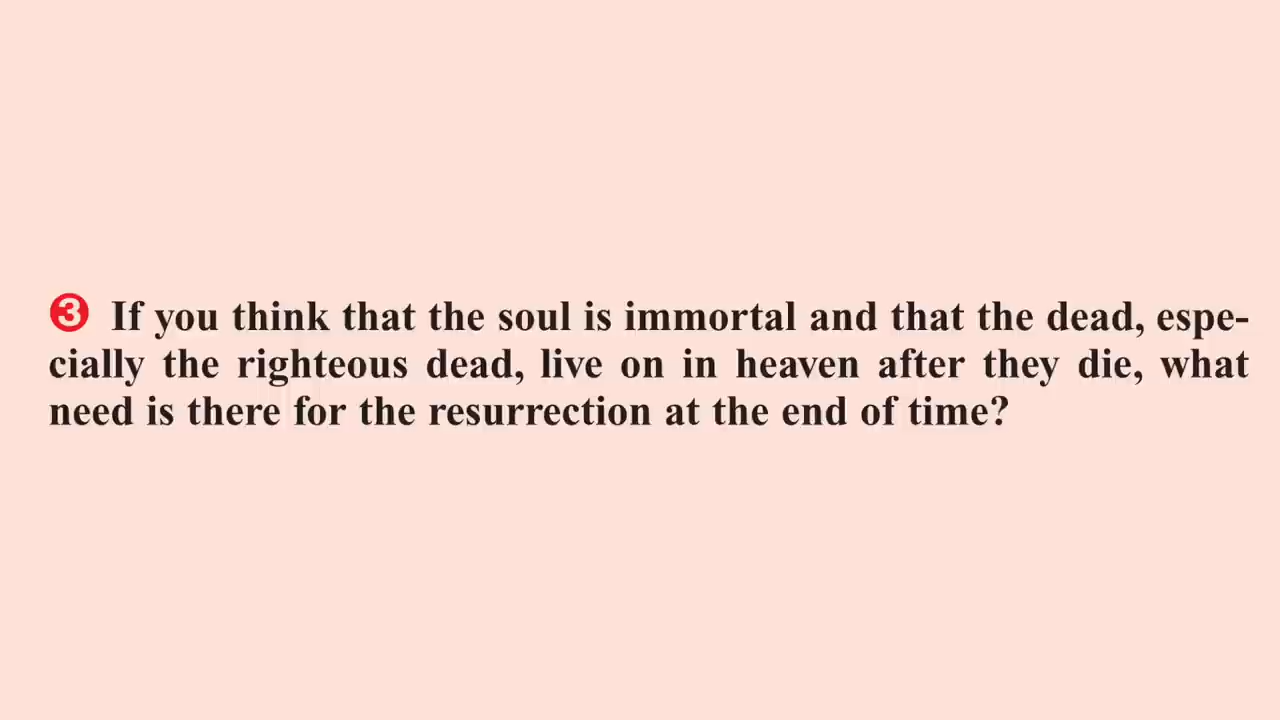 ❸ If you think that the soul is immortal and that the dead, espe-
cially the righteous dead, live on in heaven after they die, what
need is there for the resurrection at the end of time?